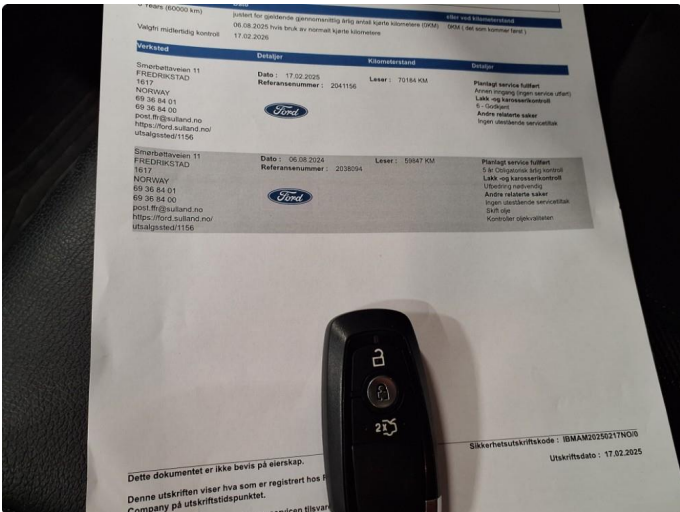 5 Years (60000 km)
justert for gjeldende gjennomsnittlig årlig antall kjørte kilometere (0KM)
eller ved kilometerstand
0KM ( det som kommer først )
06.08.2025 hvis bruk av normalt kjørte kilometere
Valgfri midlertidig kontroll
17.02.2026
Verksted Detaljer Kilometerstand Detaljer
Smørbøttaveien 11
FREDRIKSTAD
1617
NORWAY
69 36 84 01
69 36 84 00
post.ffr@sulland.no
https://ford.sulland.no/
utsalgssted/1156
Dato : 17.02.2025
Referansenummer : 2041156
Ford
Leser : 70184 KM
Planlagt service fullført
Annen inngang (ingen service utført)
Lakk -og karosserikontroll
5 - Godkjent
Andre relaterte saker
Ingen utestående servicetiltak
Smørbøttaveien 11
FREDRIKSTAD
1617
NORWAY
69 36 84 01
69 36 84 00
post.ffr@sulland.no
https://ford.sulland.no/
utsalgssted/1156
Dato : 06.08.2024
Referansenummer : 2038094
Ford
Leser : 59847 KM
Planlagt service fullført
5 år Obligatorisk årlig kontroll
Lakk -og karosserikontroll
Utbedring nødvendig
Andre relaterte saker
Ingen utestående servicetiltak
Skift olje
Kontroller oljekvaliteten
2x
Sikkerhetsutskriftskode : IBMAM20250217NO/0
Utskriftsdato : 17.02.2025
Dette dokumentet er ikke bevis på eierskap.
Denne utskriften viser hva som er registrert hos
Company på utskriftstidspunktet.